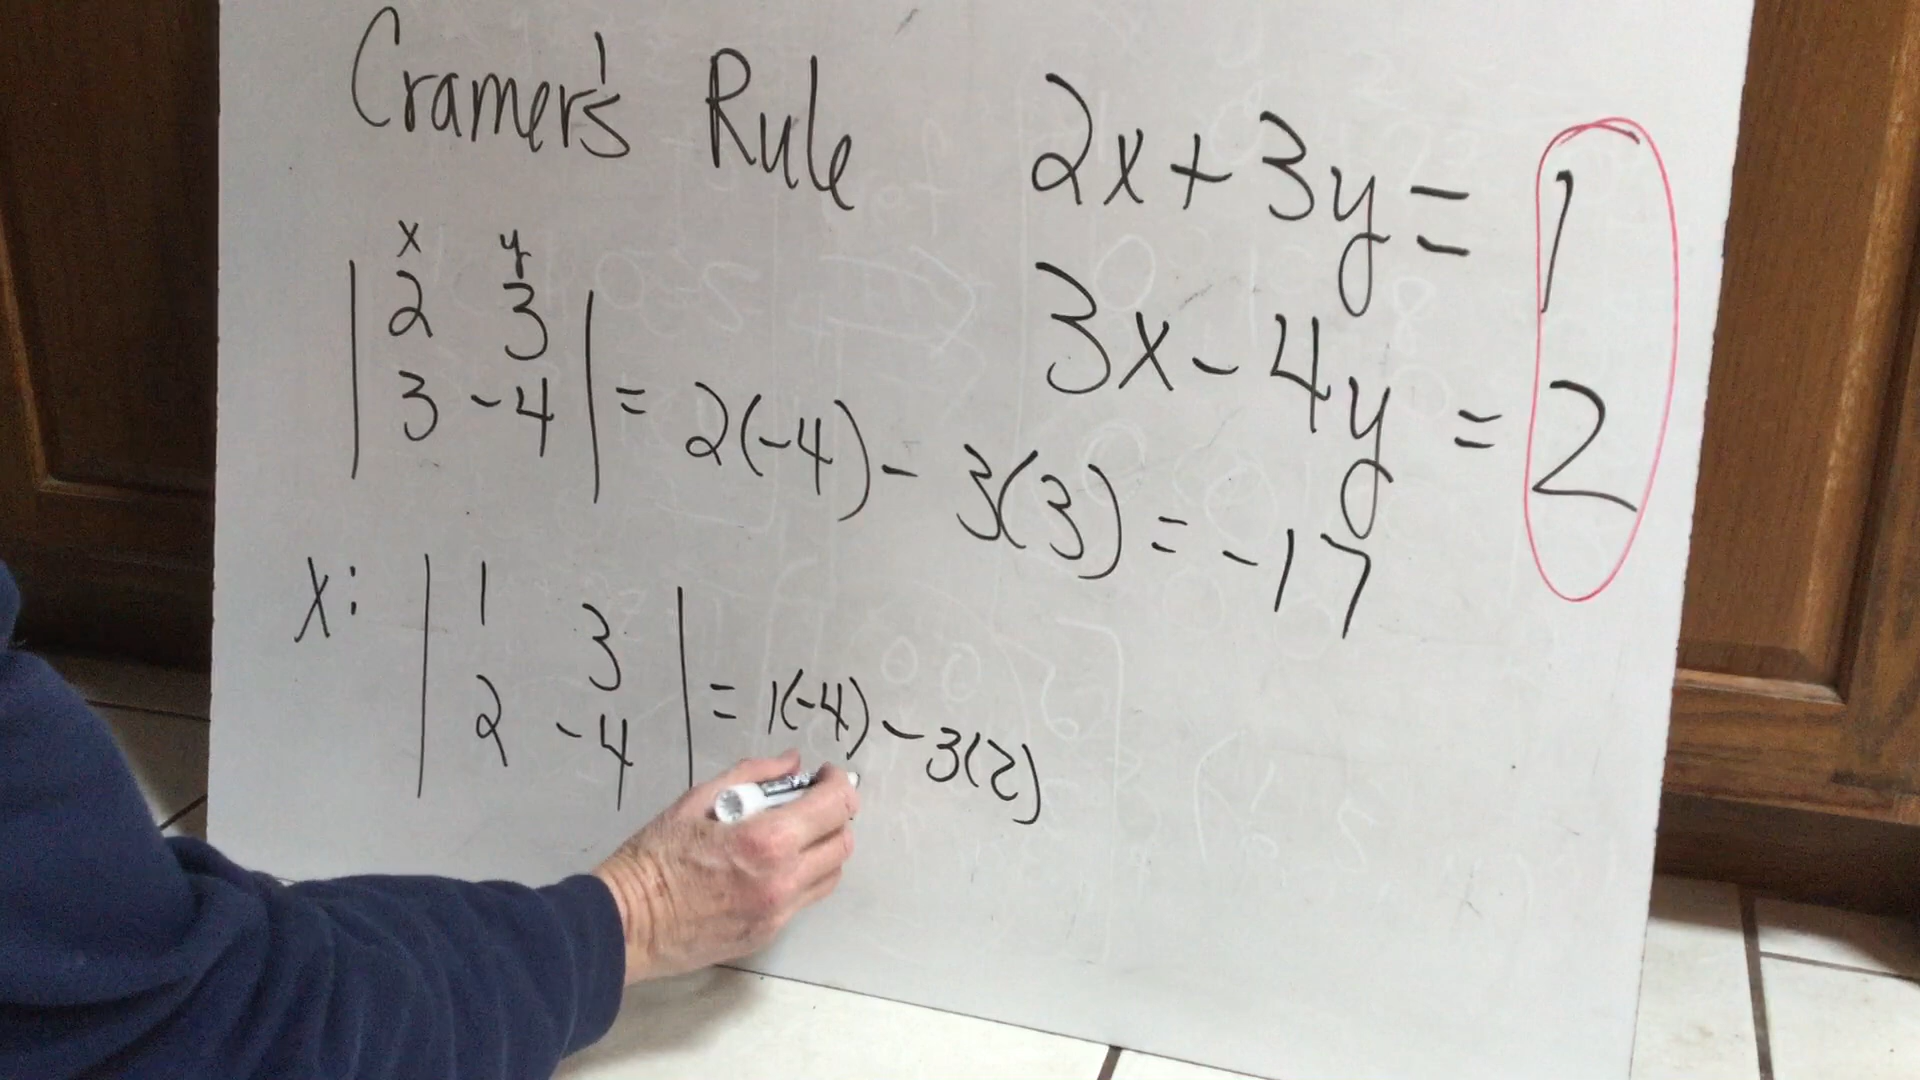 Cramer's Rule
2x + 3y = 1
3x - 4y = 2
x y
| 2 3 |
| 3 -4 | = 2(-4) - 3(3) = -17
x: | 1 3 |
| 2 -4 | = 1(-4) - 3(2)